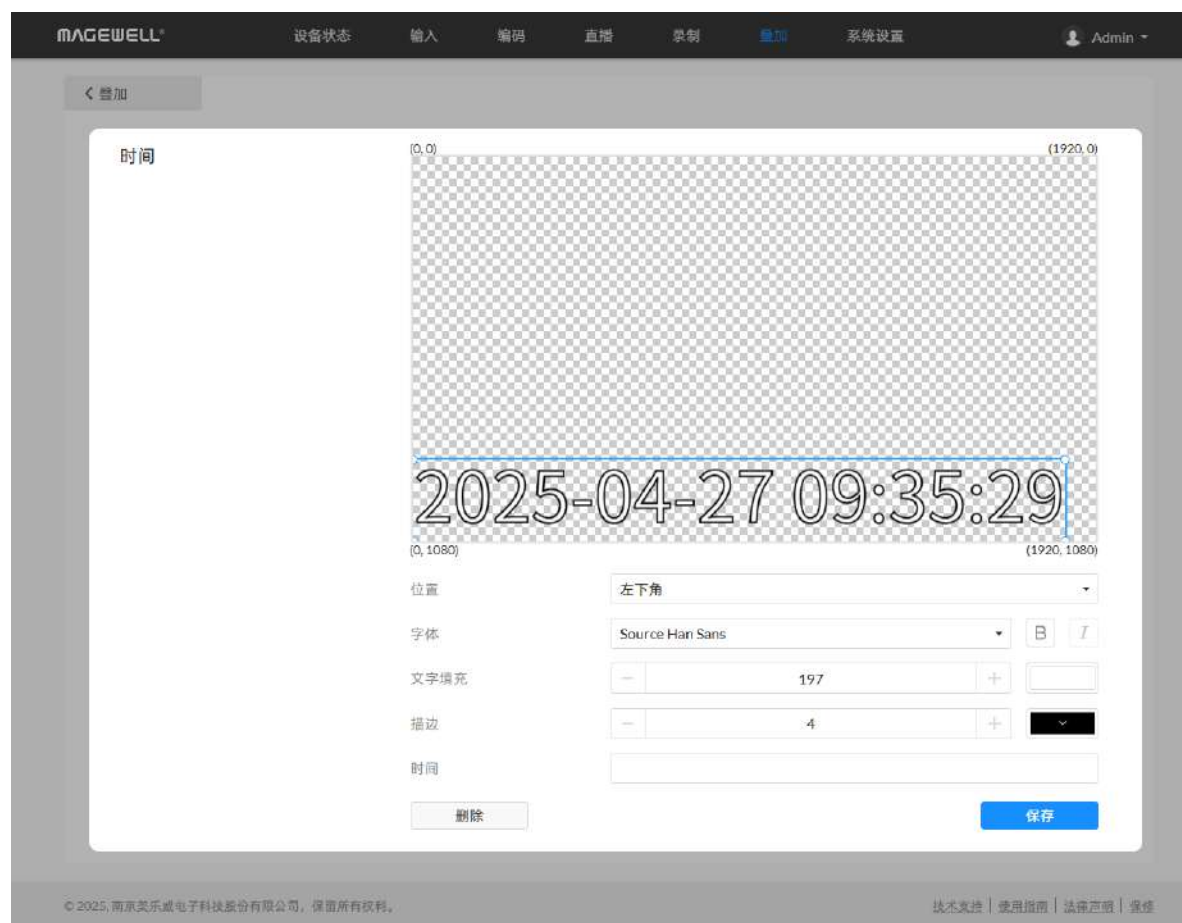 MAGEWELL 设备状态 输入 编码 直播 录制 叠加 系统设置 Admin
叠加
时间
(0, 0) (1920, 0)
2025-04-27 09:35:29
(0, 1080) (1920, 1080)
位置 左下角
字体 Source Han Sans B I
文字填充 197
描边 4
时间
删除 保存
© 2025, 南京美乐威电子科技股份有限公司，保留所有权利。 技术支持 | 使用指南 | 法律声明 | 保修